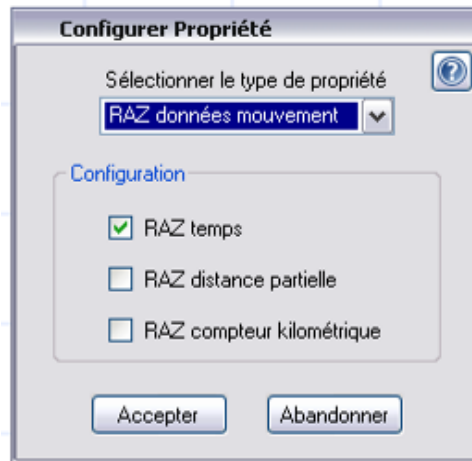 Configurer Propriété
Sélectionner le type de propriété
RAZ données mouvement
Configuration
RAZ temps
RAZ distance partielle
RAZ compteur kilométrique
Accepter Abandonner